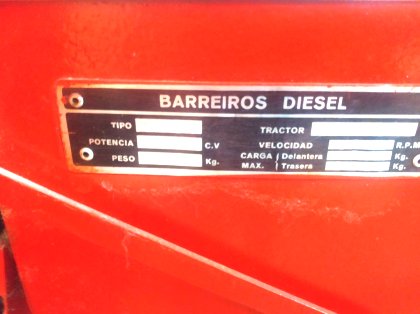 BARREIROS DIESEL
TIPO TRACTOR
POTENCIA C.V VELOCIDAD R.P.M
PESO Kg. CARGA MAX. Delantera Kg.
Trasera Kg.